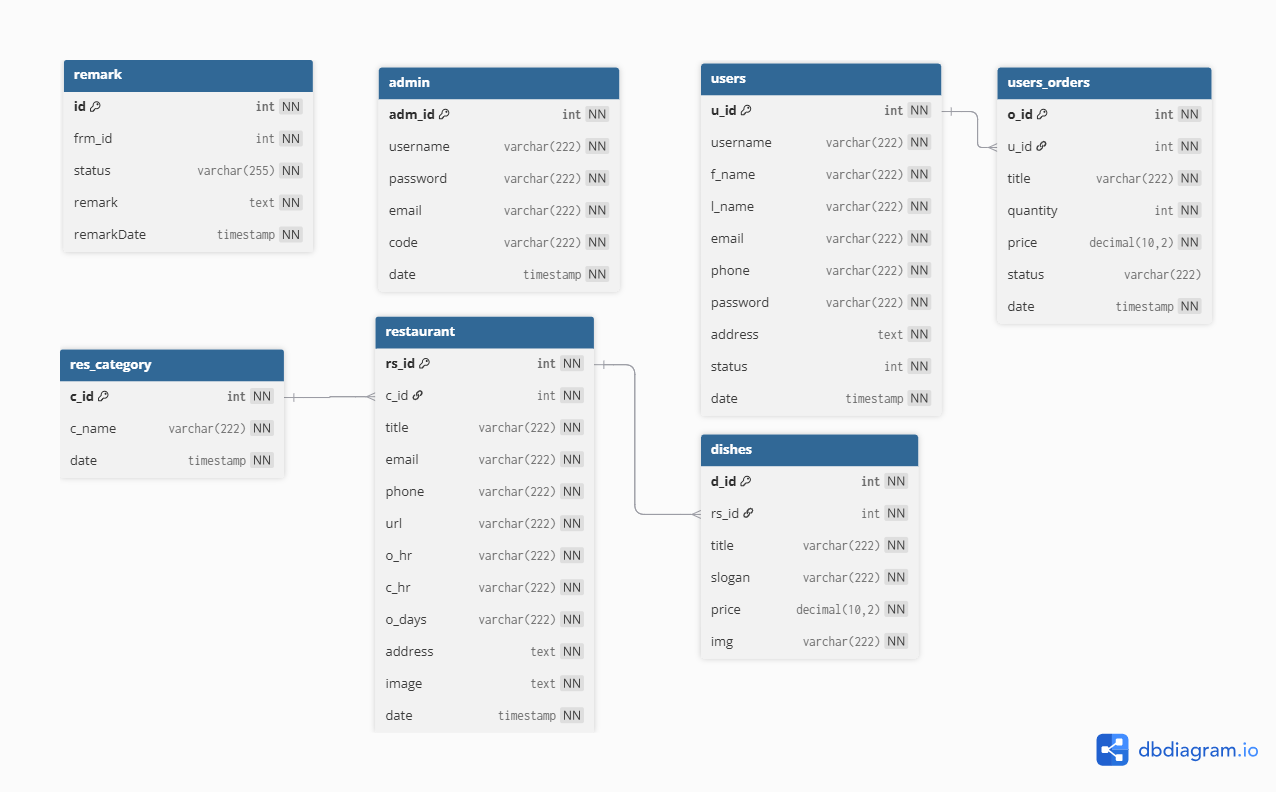 remark
id int NN
frm_id int NN
status varchar(255) NN
remark text NN
remarkDate timestamp NN
admin
adm_id int NN
username varchar(222) NN
password varchar(222) NN
email varchar(222) NN
code varchar(222) NN
date timestamp NN
users
u_id int NN
username varchar(222) NN
f_name varchar(222) NN
l_name varchar(222) NN
email varchar(222) NN
phone varchar(222) NN
password varchar(222) NN
address text NN
status int NN
date timestamp NN
users_orders
o_id int NN
u_id int NN
title varchar(222) NN
quantity int NN
price decimal(10,2) NN
status varchar(222)
date timestamp NN
res_category
c_id int NN
c_name varchar(222) NN
date timestamp NN
restaurant
rs_id int NN
c_id int NN
title varchar(222) NN
email varchar(222) NN
phone varchar(222) NN
url varchar(222) NN
o_hr varchar(222) NN
c_hr varchar(222) NN
o_days varchar(222) NN
address text NN
image text NN
date timestamp NN
dishes
d_id int NN
rs_id int NN
title varchar(222) NN
slogan varchar(222) NN
price decimal(10,2) NN
img varchar(222) NN
dbdiagram.io